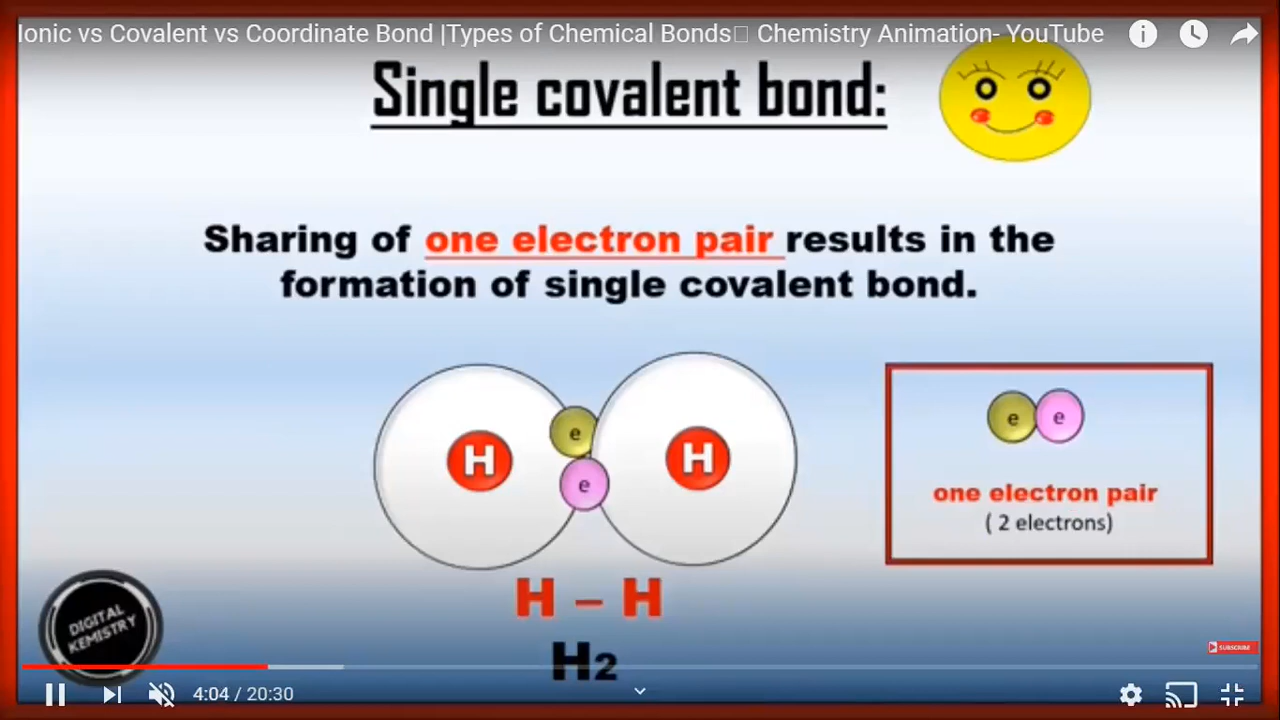 Ionic vs Covalent vs Coordinate Bond |Types of Chemical Bonds Chemistry Animation- YouTube
Single covalent bond:
Sharing of one electron pair results in the
formation of single covalent bond.
H e e H
e e
one electron pair
( 2 electrons)
H – H
H2
DIGITAL
KEMISTRY
SUBSCRIBE
4:04 / 20:30